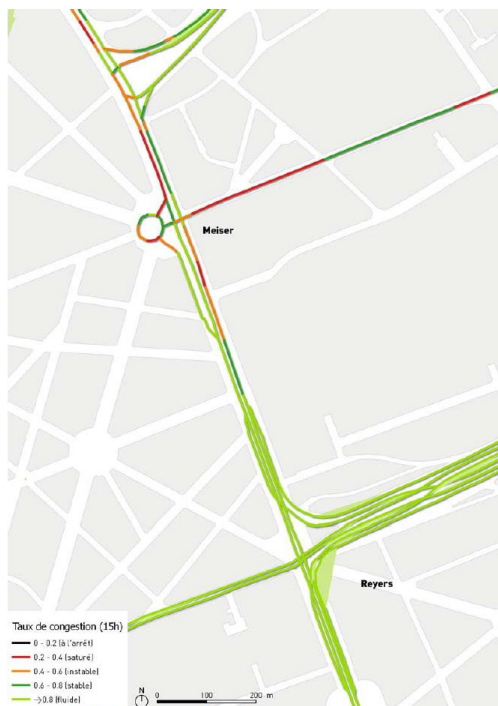 Meiser
Reyers
Taux de congestion (15h)
0 - 0.2 (à l'arrêt)
0.2 - 0.4 (saturé)
0.4 - 0.6 (instable)
0.6 - 0.8 (stable)
->0.8 (fluide)
N
0 100 200 m